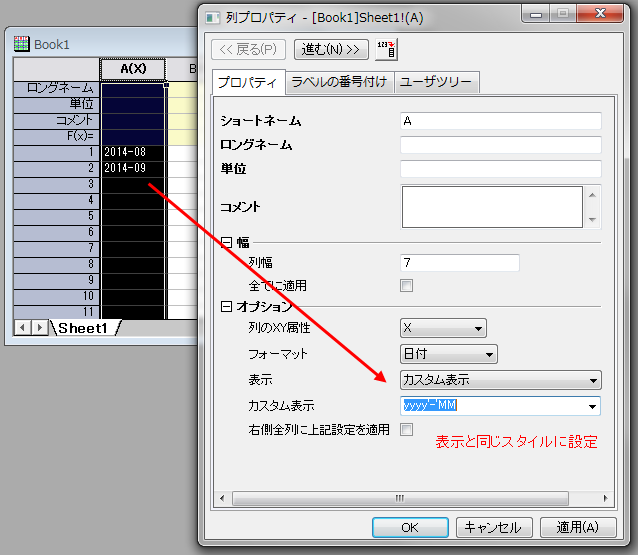 Book1
A(X)
B
ロングネーム
単位
コメント
F(x)=
1 2014-08
2 2014-09
3
4
5
6
7
8
9
10
11
Sheet1
列プロパティ - [Book1]Sheet1!(A)
<< 戻る(P) 進む(N) >> 123
プロパティ ラベルの番号付け ユーザツリー
ショートネーム A
ロングネーム
単位
コメント
幅
列幅 7
全てに適用
オプション
列のXY属性 X
フォーマット 日付
表示 カスタム表示
カスタム表示 yyyy'-'MM
右側全列に上記設定を適用
表示と同じスタイルに設定
OK キャンセル 適用(A)